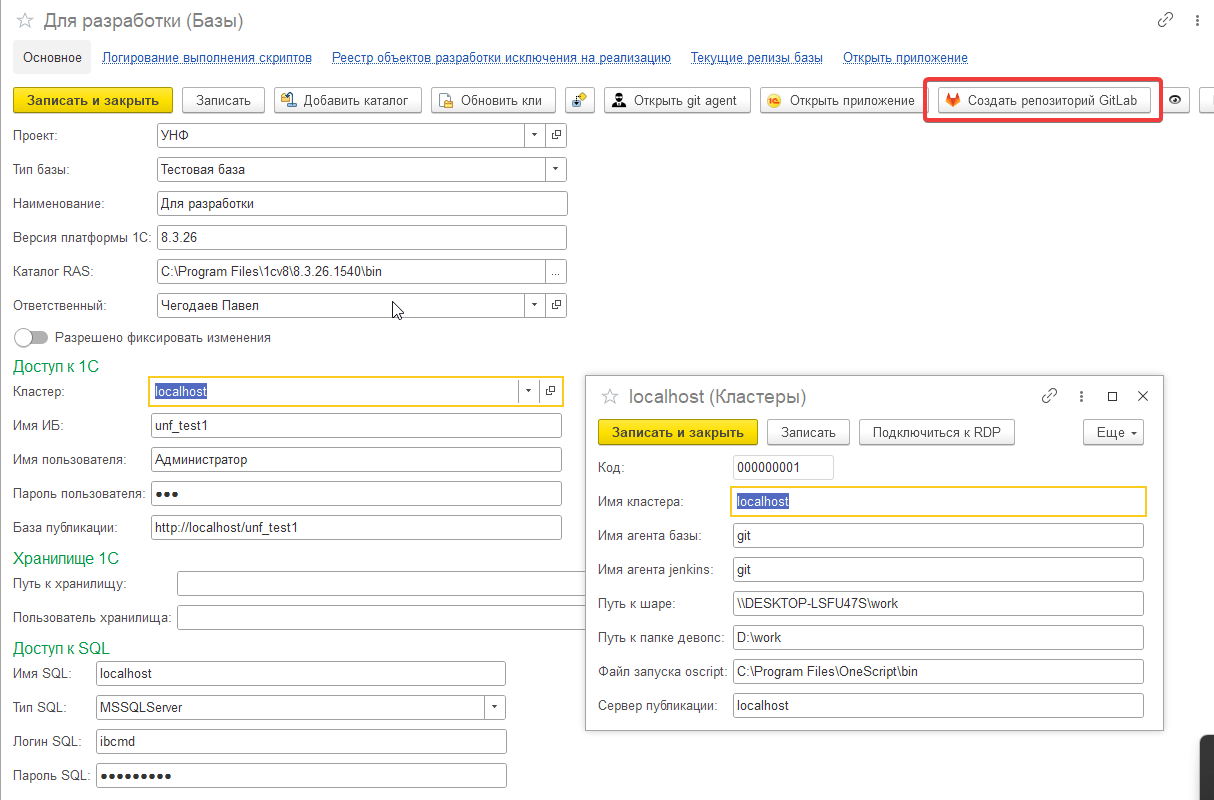 Для разработки (Базы)
Основное Логирование выполнения скриптов Реестр объектов разработки исключения на реализацию Текущие релизы базы Открыть приложение
Записать и закрыть Записать Добавить каталог Обновить кли Открыть git agent Открыть приложение Создать репозиторий GitLab
Проект: УНФ
Тип базы: Тестовая база
Наименование: Для разработки
Версия платформы 1С: 8.3.26
Каталог RAS: C:\Program Files\1cv8\8.3.26.1540\bin ...
Ответственный: Чегодаев Павел
Разрешено фиксировать изменения
Доступ к 1С
Кластер: localhost
Имя ИБ: unf_test1
Имя пользователя: Администратор
Пароль пользователя: ●●●
База публикации: http://localhost/unf_test1
Хранилище 1С
Путь к хранилищу:
Пользователь хранилища:
Доступ к SQL
Имя SQL: localhost
Тип SQL: MSSQLServer
Логин SQL: ibcmd
Пароль SQL: ●●●●●●●●●
localhost (Кластеры)
Записать и закрыть Записать Подключиться к RDP Еще
Код: 000000001
Имя кластера: localhost
Имя агента базы: git
Имя агента jenkins: git
Путь к шаре: \\DESKTOP-LSFU47S\work
Путь к папке девопс: D:\work
Файл запуска oscript: C:\Program Files\OneScript\bin
Сервер публикации: localhost